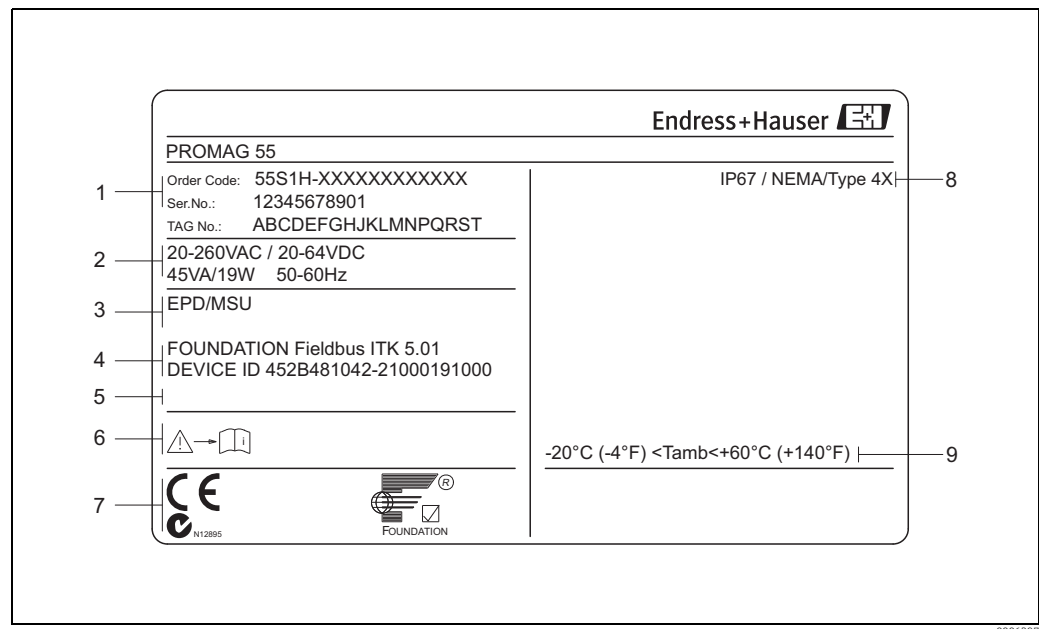 Endress+Hauser
PROMAG 55
1
Order Code: 55S1H-XXXXXXXXXXXX
Ser.No.: 12345678901
TAG No.: ABCDEFGHJKLMNPQRST
IP67 / NEMA/Type 4X
8
2
20-260VAC / 20-64VDC
45VA/19W 50-60Hz
3
EPD/MSU
4
FOUNDATION Fieldbus ITK 5.01
DEVICE ID 452B481042-21000191000
5
6
i
-20°C (-4°F) <Tamb<+60°C (+140°F)
9
7
CE
N12895
R
FOUNDATION